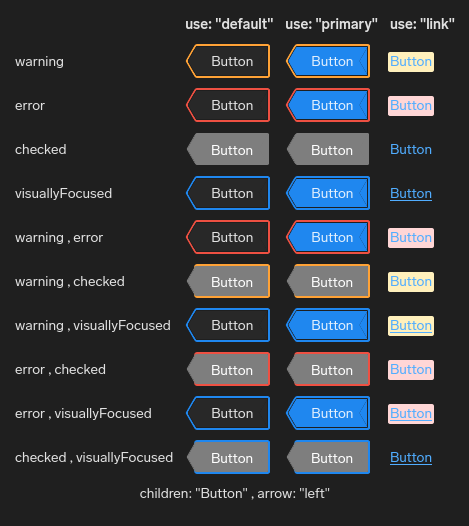 use: "default" use: "primary" use: "link"
warning Button Button Button
error Button Button Button
checked Button Button Button
visuallyFocused Button Button Button
warning , error Button Button Button
warning , checked Button Button Button
warning , visuallyFocused Button Button Button
error , checked Button Button Button
error , visuallyFocused Button Button Button
checked , visuallyFocused Button Button Button
children: "Button" , arrow: "left"